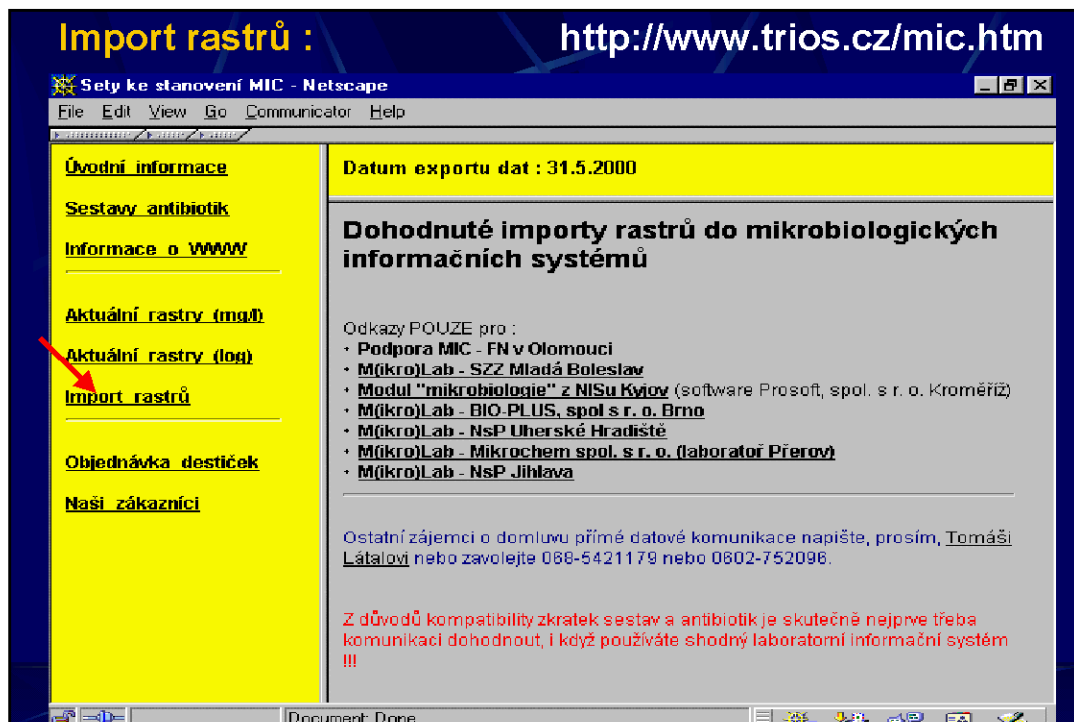 Import rastrů :
http://www.trios.cz/mic.htm
Sety ke stanovení MIC - Netscape
File Edit View Go Communicator Help
Úvodní informace
Sestavy antibiotik
Informace o WWW
Aktuální rastry (mg/l)
Aktuální rastry (log)
Import rastrů
Objednávka destiček
Naši zákazníci
Datum exportu dat : 31.5.2000
Dohodnuté importy rastrů do mikrobiologických
informačních systémů
Odkazy POUZE pro :
• Podpora MIC - FN v Olomouci
• M(ikro)Lab - SZZ Mladá Boleslav
• Modul "mikrobiologie" z NISu Kyjov (software Prosoft, spol. s r. o. Kroměříž)
• M(ikro)Lab - BIO-PLUS, spol s r. o. Brno
• M(ikro)Lab - NsP Uherské Hradiště
• M(ikro)Lab - Mikrochem spol. s r. o. (laboratoř Přerov)
• M(ikro)Lab - NsP Jihlava
Ostatní zájemci o domluvu přímé datové komunikace napište, prosím, Tomáši
Látalovi nebo zavolejte 068-5421179 nebo 0602-752096.
Z důvodů kompatibility zkratek sestav a antibiotik je skutečně nejprve třeba
komunikaci dohodnout, i když používáte shodný laboratorní informační systém
!!!
Document: Done